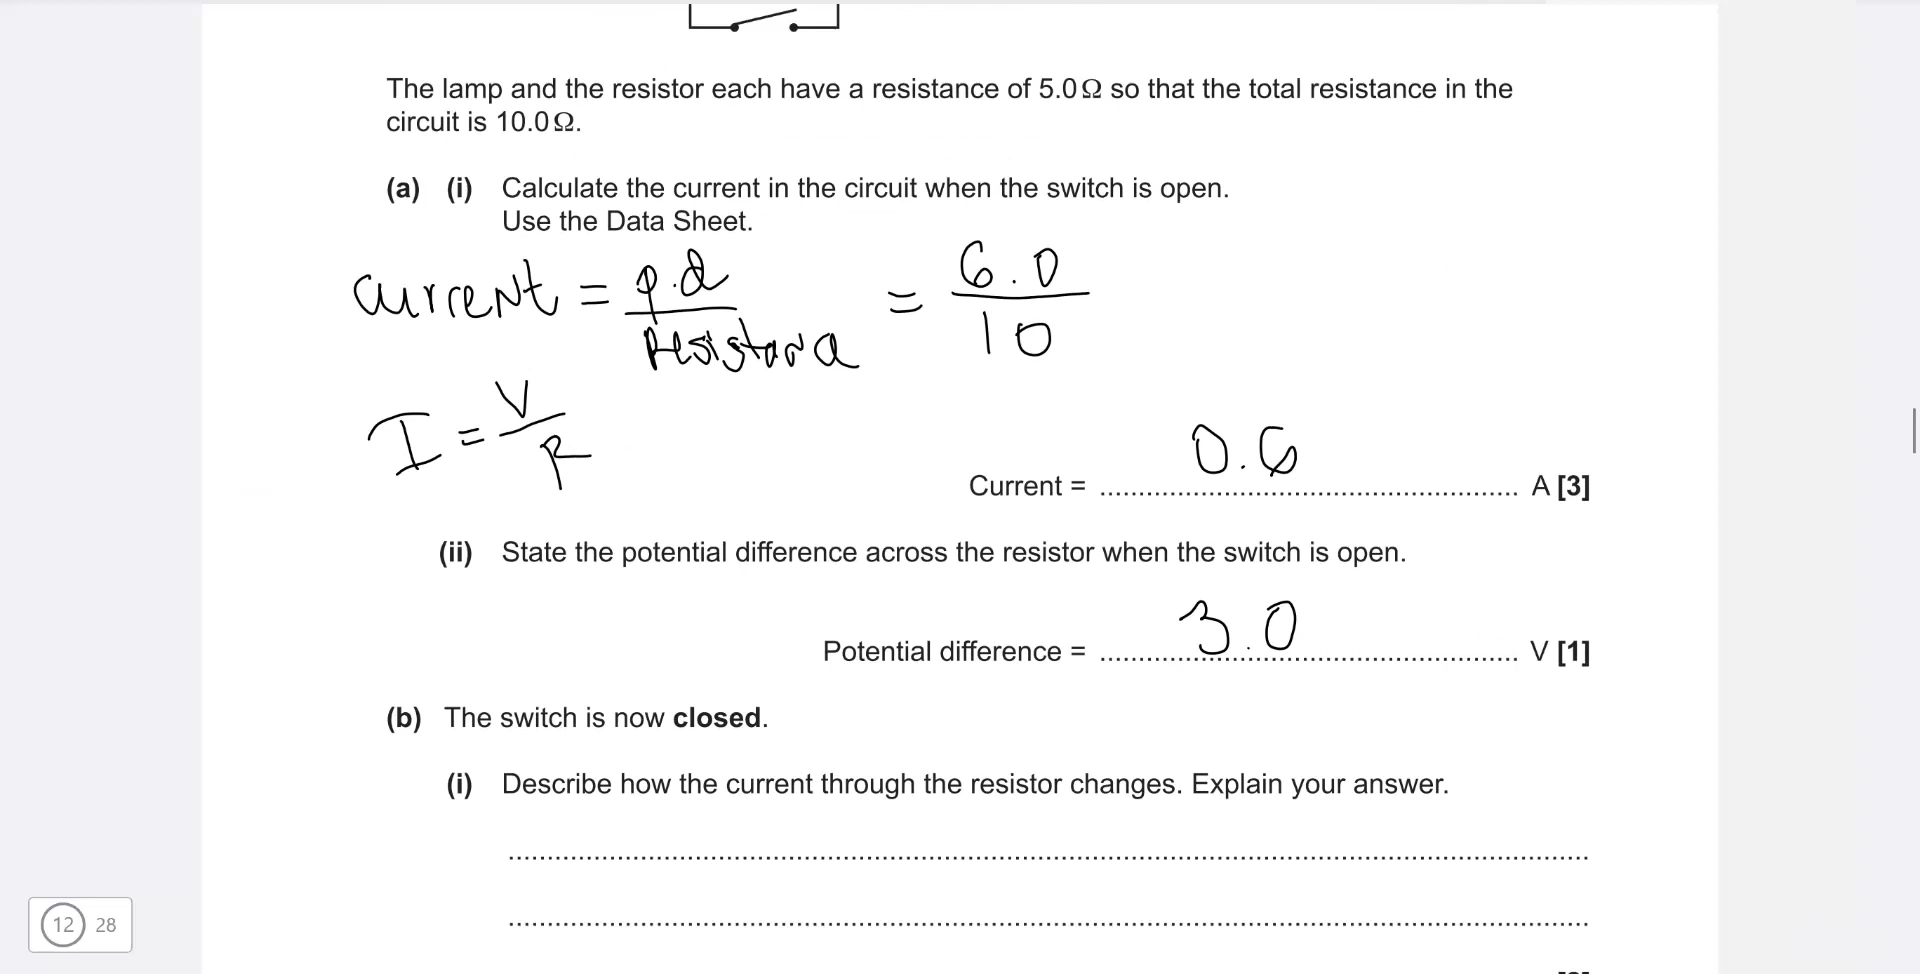 The lamp and the resistor each have a resistance of 5.0 Ω so that the total resistance in the
circuit is 10.0 Ω.
(a) (i) Calculate the current in the circuit when the switch is open.
Use the Data Sheet.
current = p.d / = 6.0 / 10
I = V / R
0.6
Current = .................................................... A [3]
(ii) State the potential difference across the resistor when the switch is open.
3.0
Potential difference = .................................................... V [1]
(b) The switch is now closed.
(i) Describe how the current through the resistor changes. Explain your answer.
12 28